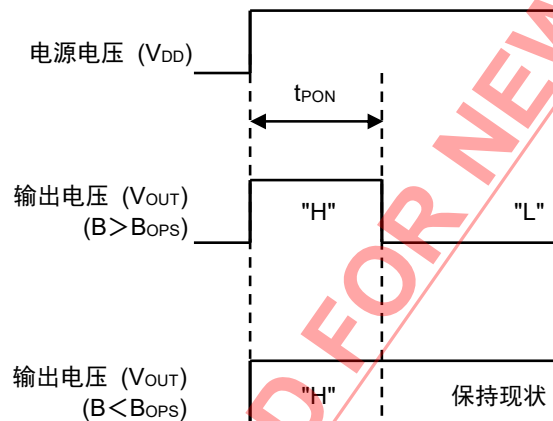 电源电压 (VDD)
tPON
输出电压 (VOUT)
(B＞BOPS)
"H"
"L"
输出电压 (VOUT)
(B＜BOPS)
"H"
保持现状
D FOR NEW